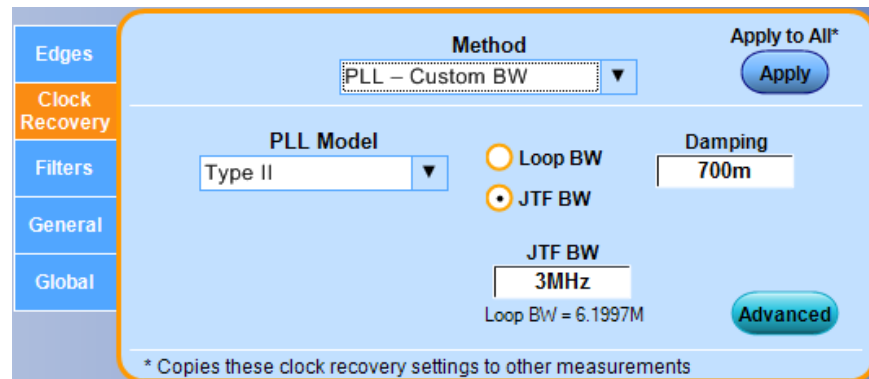 Edges
Clock
Recovery
Filters
General
Global
Method
PLL – Custom BW
Apply to All*
Apply
PLL Model
Type II
Loop BW
JTF BW
Damping
700m
JTF BW
3MHz
Loop BW = 6.1997M
Advanced
* Copies these clock recovery settings to other measurements